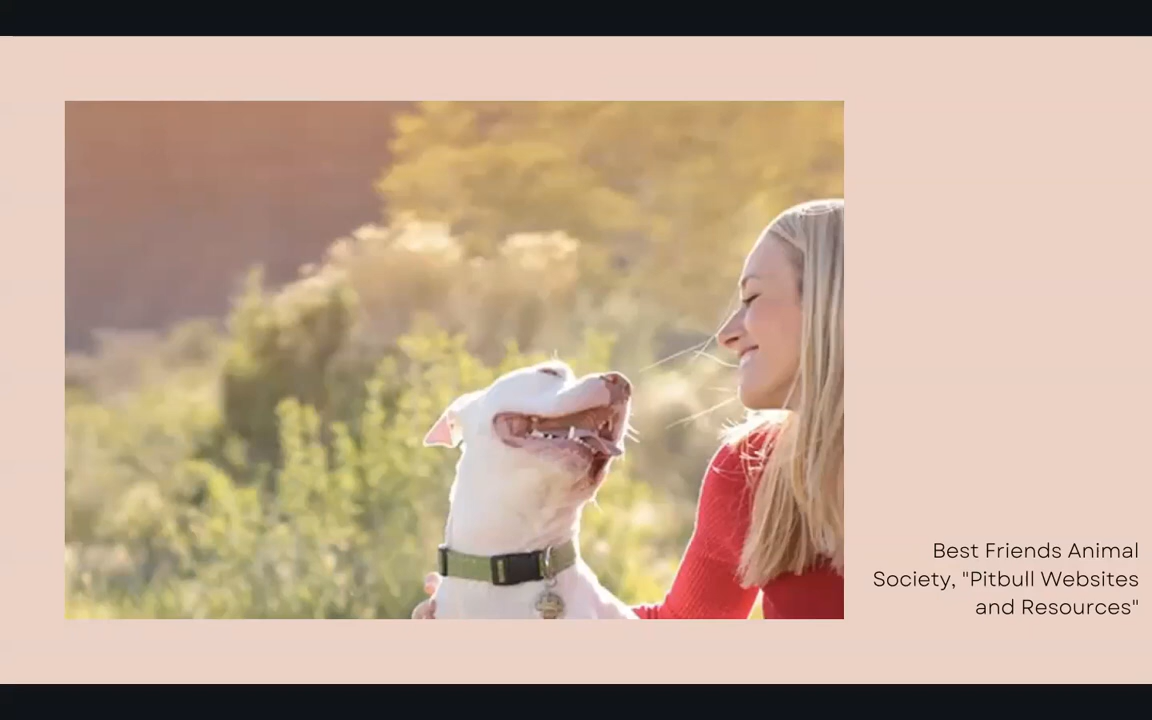 Best Friends Animal
Society, "Pitbull Websites
and Resources"